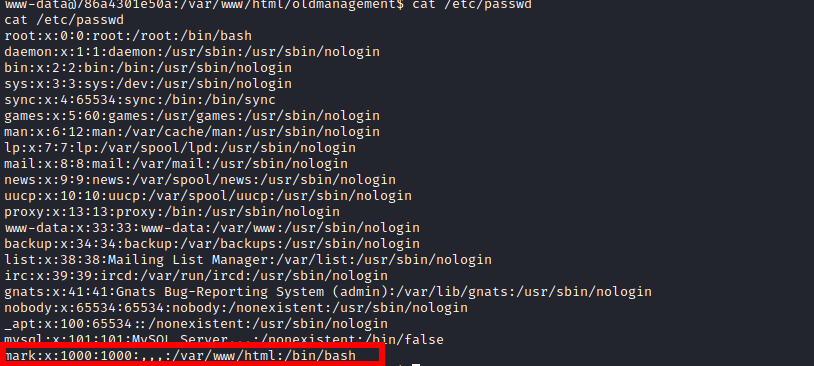 www-data@786a4301e50a:/var/www/html/oldmanagement$ cat /etc/passwd
cat /etc/passwd
root:x:0:0:root:/root:/bin/bash
daemon:x:1:1:daemon:/usr/sbin:/usr/sbin/nologin
bin:x:2:2:bin:/bin:/usr/sbin/nologin
sys:x:3:3:sys:/dev:/usr/sbin/nologin
sync:x:4:65534:sync:/bin:/bin/sync
games:x:5:60:games:/usr/games:/usr/sbin/nologin
man:x:6:12:man:/var/cache/man:/usr/sbin/nologin
lp:x:7:7:lp:/var/spool/lpd:/usr/sbin/nologin
mail:x:8:8:mail:/var/mail:/usr/sbin/nologin
news:x:9:9:news:/var/spool/news:/usr/sbin/nologin
uucp:x:10:10:uucp:/var/spool/uucp:/usr/sbin/nologin
proxy:x:13:13:proxy:/bin:/usr/sbin/nologin
www-data:x:33:33:www-data:/var/www:/usr/sbin/nologin
backup:x:34:34:backup:/var/backups:/usr/sbin/nologin
list:x:38:38:Mailing List Manager:/var/list:/usr/sbin/nologin
irc:x:39:39:ircd:/var/run/ircd:/usr/sbin/nologin
gnats:x:41:41:Gnats Bug-Reporting System (admin):/var/lib/gnats:/usr/sbin/nologin
nobody:x:65534:65534:nobody:/nonexistent:/usr/sbin/nologin
_apt:x:100:65534::/nonexistent:/usr/sbin/nologin
mysql:x:101:101:MySQL Server,,,:/nonexistent:/bin/false
mark:x:1000:1000:,,,:/var/www/html:/bin/bash